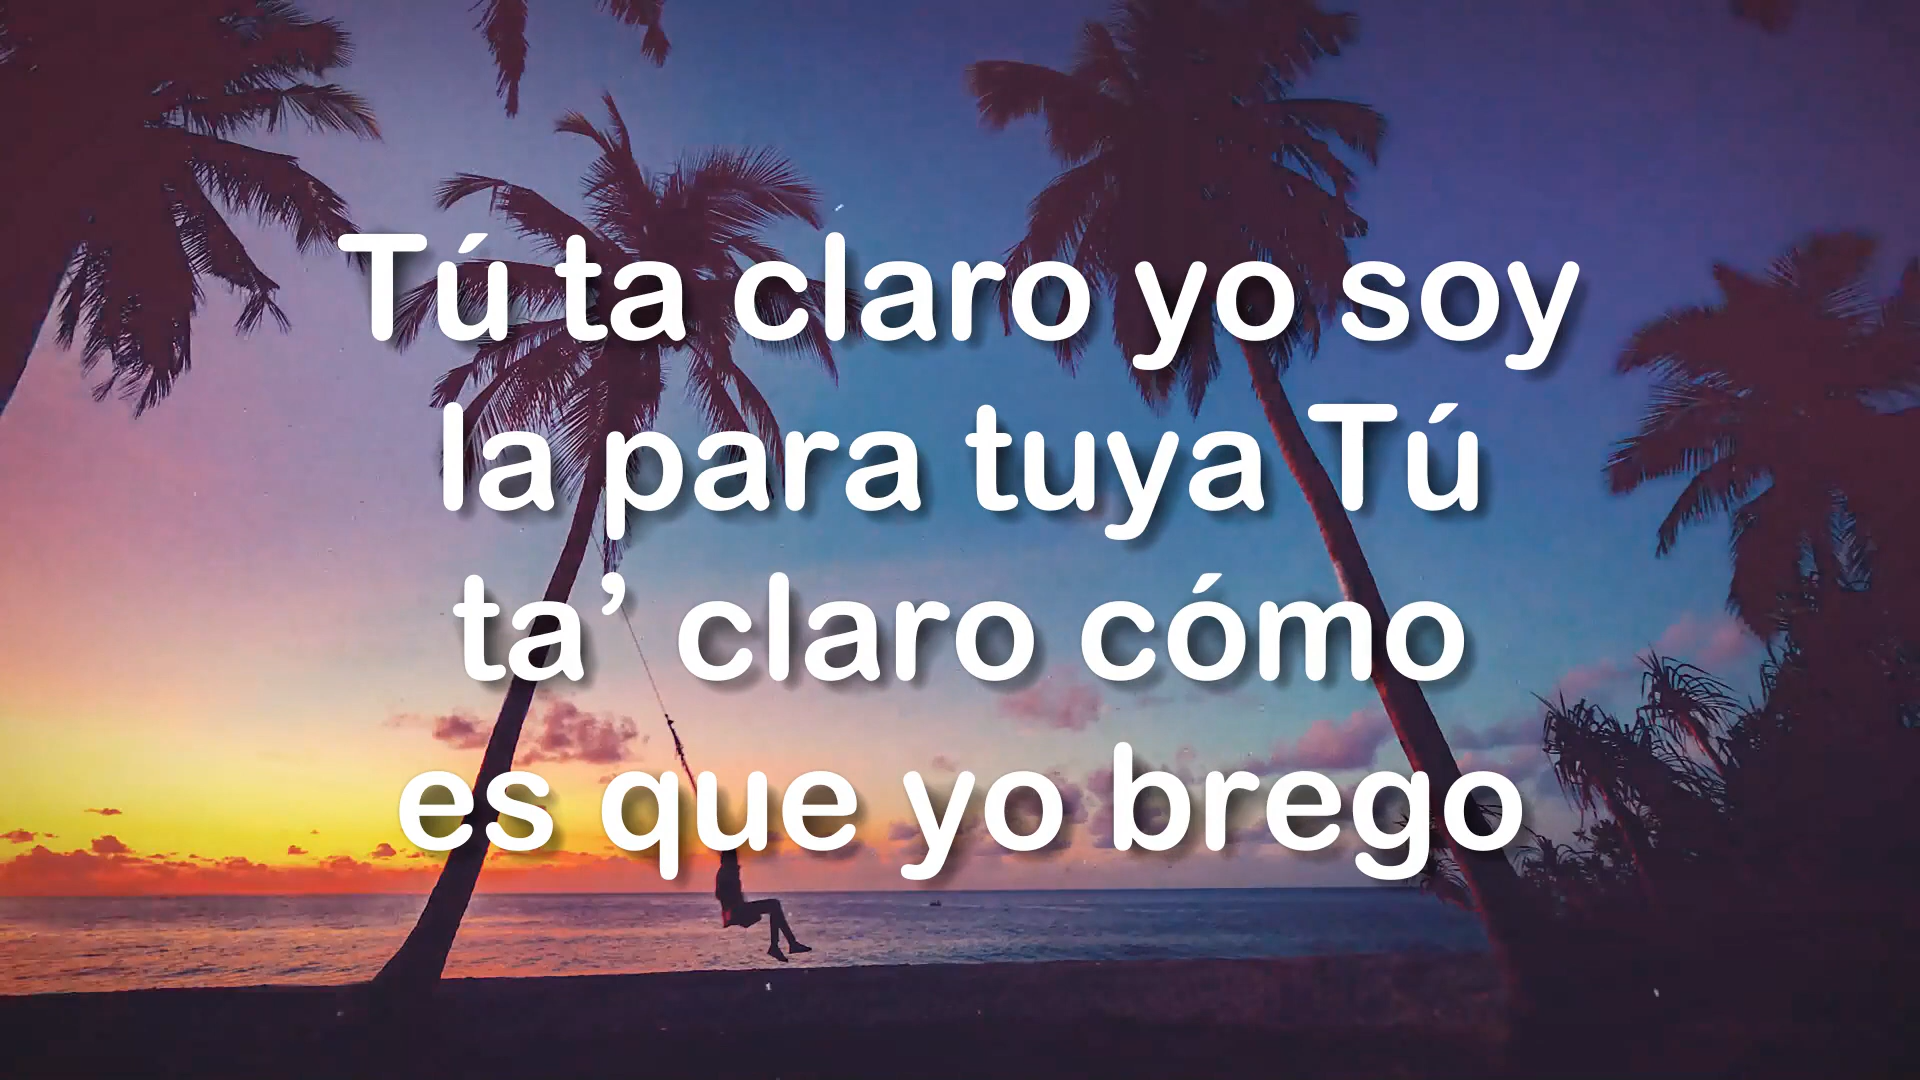 Tú ta claro yo soy
la para tuya Tú
ta’ claro cómo
es que yo brego